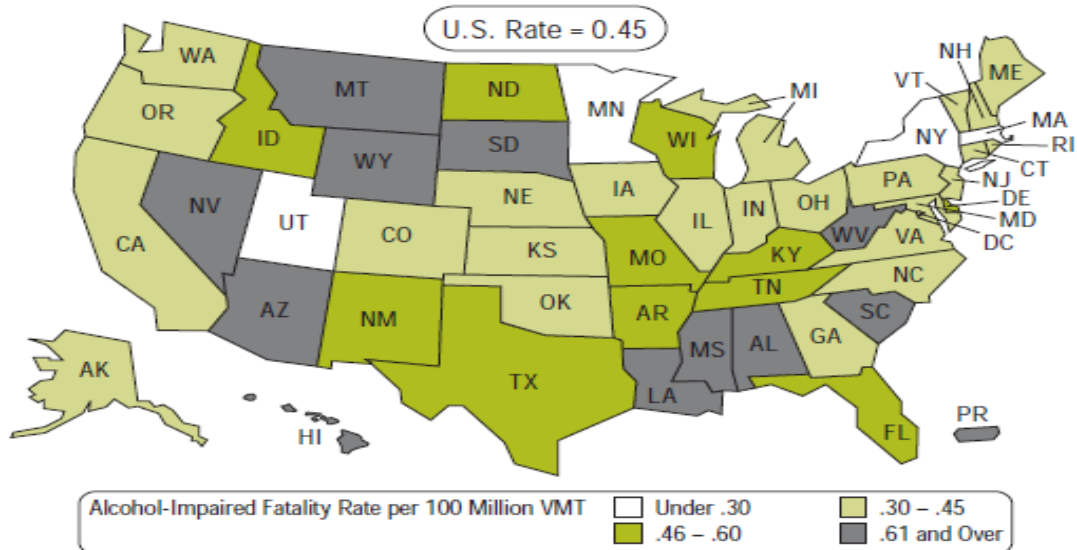 U.S. Rate = 0.45
WA
MT
ND
MN
MI
NH
VT
ME
OR
ID
WY
SD
WI
NY
MA
RI
CT
NJ
DE
MD
DC
NV
UT
NE
IA
IL
IN
OH
PA
WV
VA
CA
CO
KS
MO
KY
NC
TN
AZ
NM
OK
AR
SC
AK
TX
MS
AL
GA
LA
HI
FL
PR
Alcohol-Impaired Fatality Rate per 100 Million VMT
Under .30
.30 – .45
.46 – .60
.61 and Over